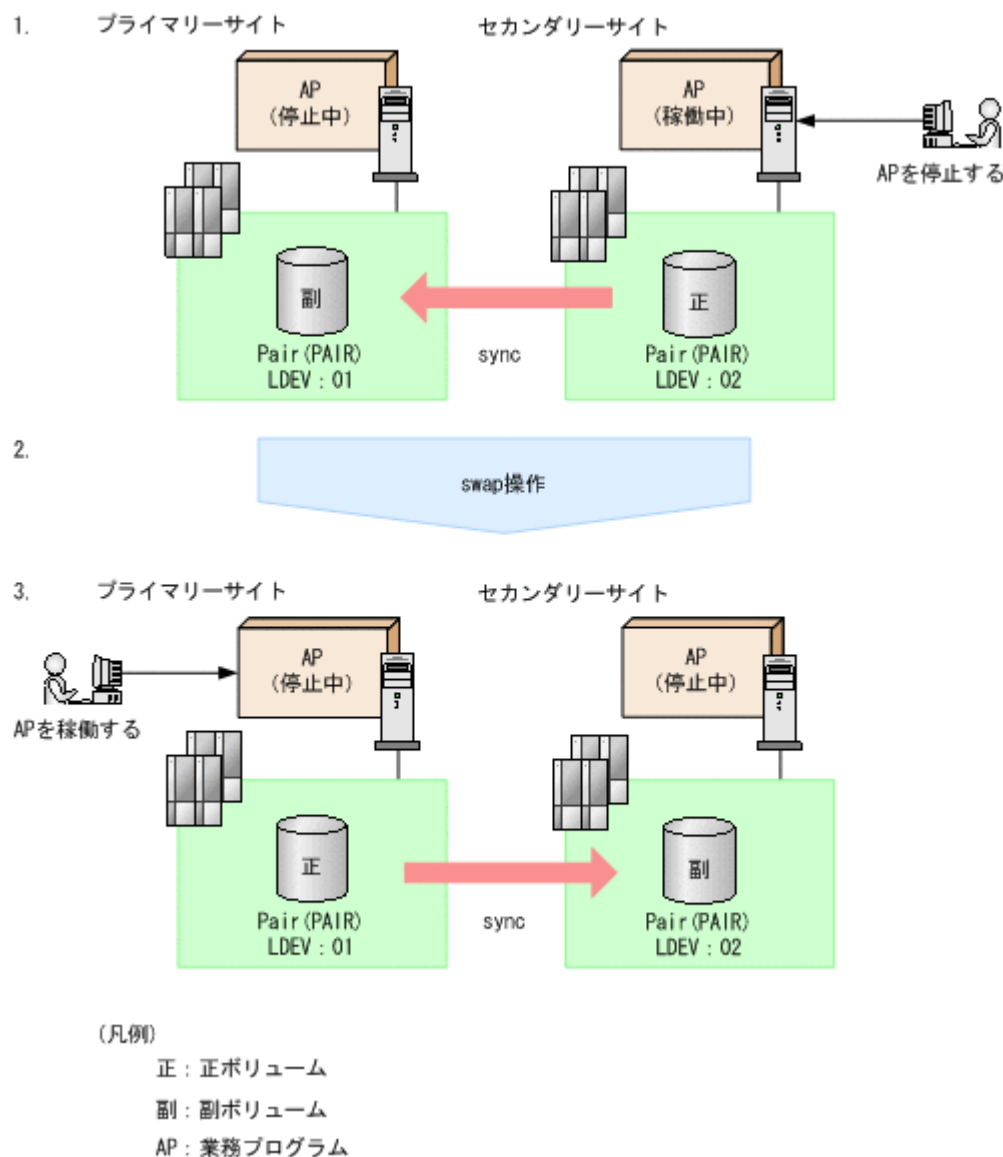 1. プライマリーサイト セカンダリーサイト
AP
(停止中)
AP
(稼働中)
APを停止する
副
正
Pair(PAIR)
LDEV：01
sync
Pair(PAIR)
LDEV：02
2.
swap操作
3. プライマリーサイト セカンダリーサイト
AP
(停止中)
AP
(停止中)
APを稼働する
正
副
Pair(PAIR)
LDEV：01
sync
Pair(PAIR)
LDEV：02
(凡例)
正：正ボリューム
副：副ボリューム
AP：業務プログラム